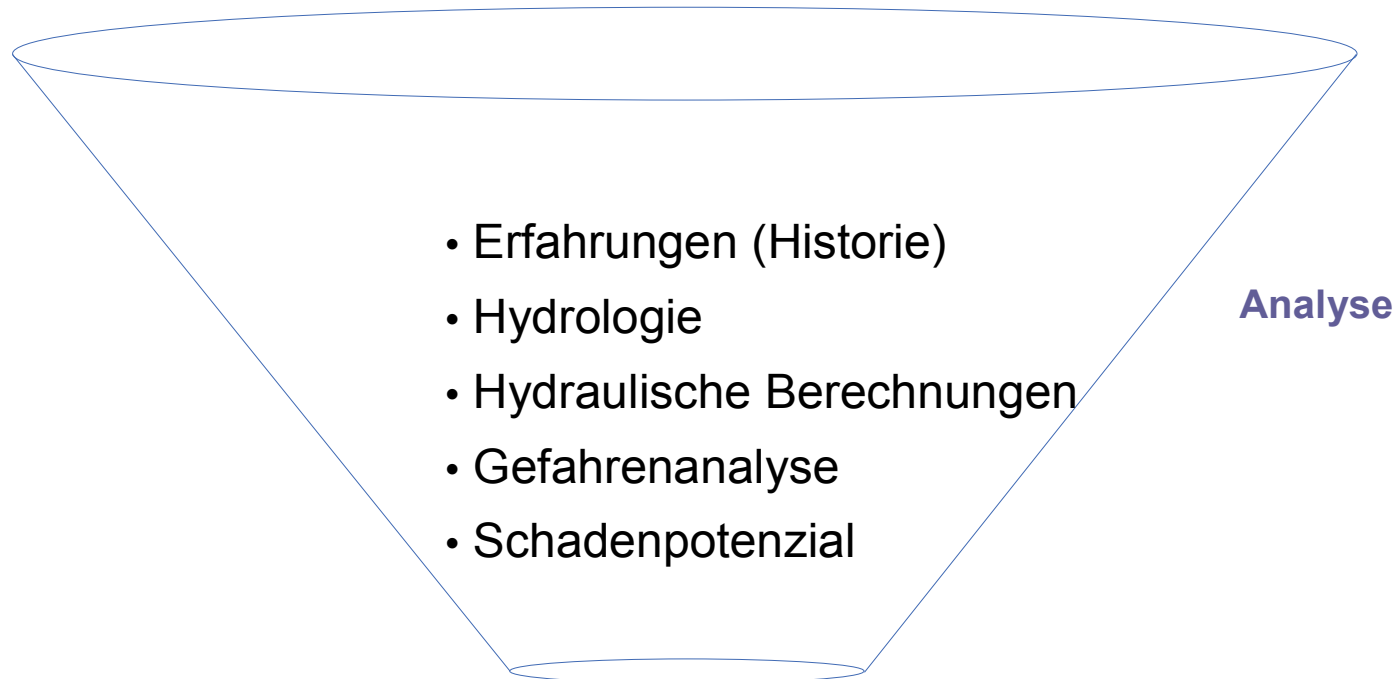 • Erfahrungen (Historie)
• Hydrologie
Analyse
• Hydraulische Berechnungen
• Gefahrenanalyse
• Schadenpotenzial